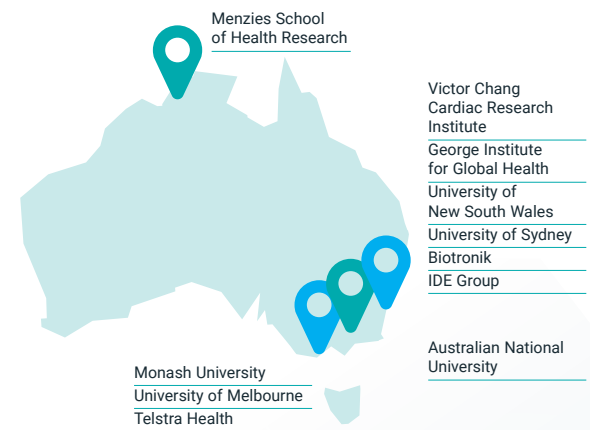 Menzies School
of Health Research
Victor Chang
Cardiac Research
Institute
George Institute
for Global Health
University of
New South Wales
University of Sydney
Biotronik
IDE Group
Australian National
University
Monash University
University of Melbourne
Telstra Health